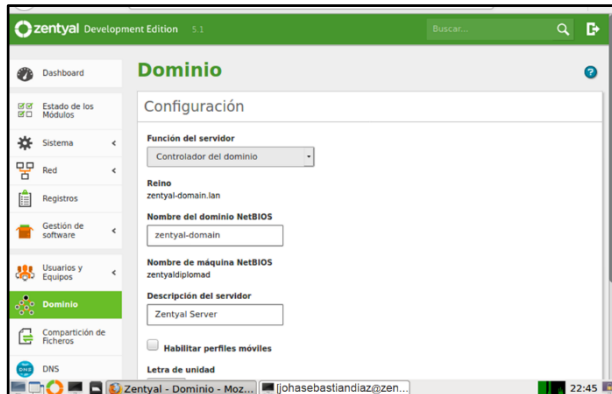 zentyal Development Edition 5.1
Buscar...
Dashboard
Estado de los
Módulos
Sistema
Red
Registros
Gestión de
software
Usuarios y
Equipos
Dominio
Compartición de
Ficheros
DNS
Dominio
?
Configuración
Función del servidor
Controlador del dominio
Reino
zentyal-domain.lan
Nombre del dominio NetBIOS
zentyal-domain
Nombre de máquina NetBIOS
zentyaldiplomad
Descripción del servidor
Zentyal Server
Habilitar perfiles móviles
Letra de unidad
Zentyal - Dominio - Moz...
[johasebastiandiaz@zen...
22:45